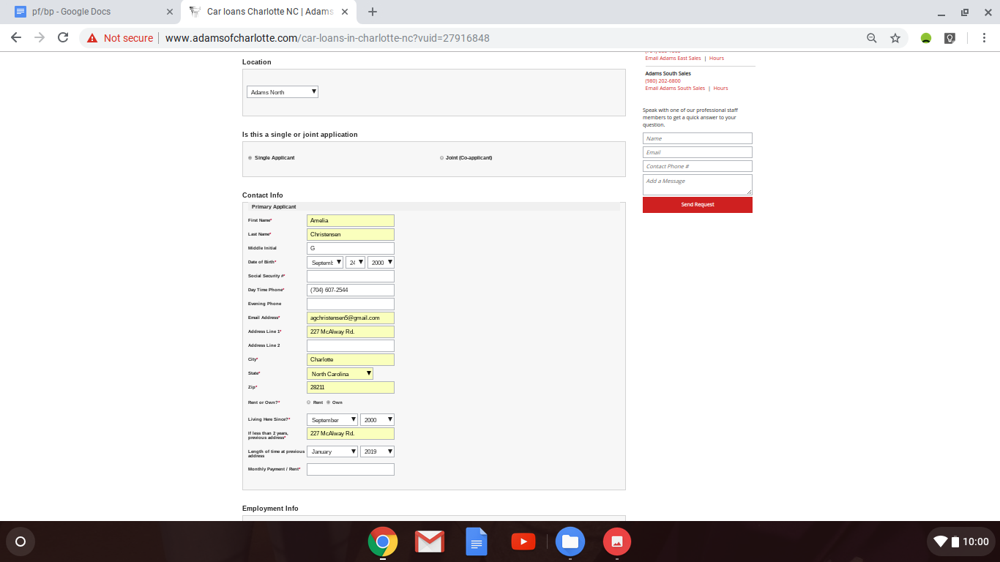 pf/bp - Google Docs
Car loans Charlotte NC | Adams
Not secure
www.adamsofcharlotte.com/car-loans-in-charlotte-nc?vuid=27916848
Location
Adams North
Is this a single or joint application
Single Applicant
Joint (Co-applicant)
Contact Info
Primary Applicant
First Name* Amelia
Last Name* Christensen
Middle Initial G
Date of Birth* Septemb 24 2000
Social Security #*
Day Time Phone* (704) 607-2544
Evening Phone
Email Address* agchristensen5@gmail.com
Address Line 1* 227 McAlway Rd.
Address Line 2
City* Charlotte
State* North Carolina
Zip* 28211
Rent or Own?* Rent Own
Living Here Since?* September 2000
If less than 2 years,
previous address* 227 McAlway Rd.
Length of time at previous
address January 2019
Monthly Payment / Rent*
Employment Info
Email Adams East Sales | Hours
Adams South Sales
(980) 202-6800
Email Adams South Sales | Hours
Speak with one of our professional staff
members to get a quick answer to your
question.
Name
Email
Contact Phone #
Add a Message
Send Request
10:00